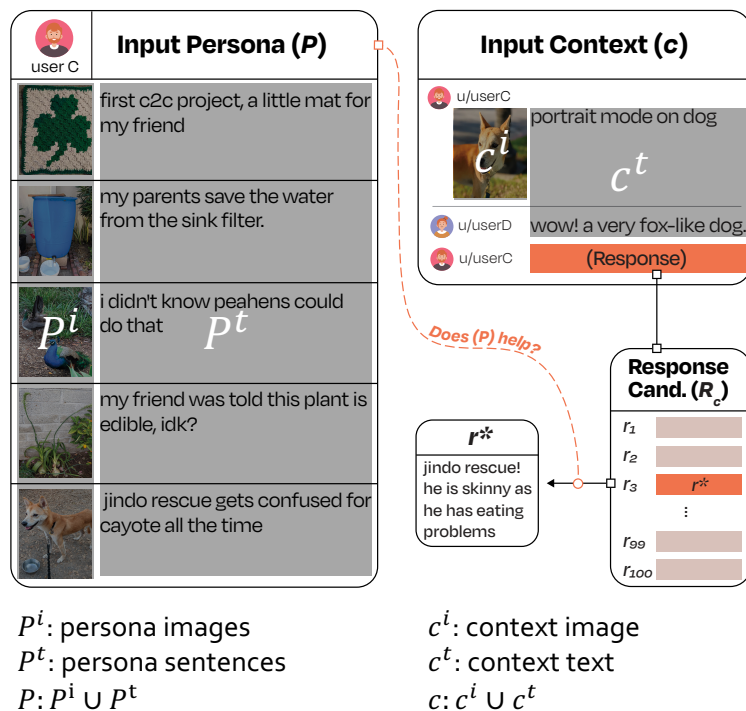 user C
Input Persona (P)
first c2c project, a little mat for
my friend
my parents save the water
from the sink filter.
i didn't know peahens could
do that
P^i
P^t
my friend was told this plant is
edible, idk?
jindo rescue gets confused for
cayote all the time
Input Context (c)
u/userC
portrait mode on dog
c^i
c^t
u/userD
wow! a very fox-like dog.
u/userC
(Response)
Does (P) help?
Response
Cand. (R_c)
r_1
r_2
r_3 r*
⋮
r_99
r_100
r*
jindo rescue!
he is skinny as
he has eating
problems
P^i: persona images
P^t: persona sentences
P: P^i ∪ P^t
c^i: context image
c^t: context text
c: c^i ∪ c^t